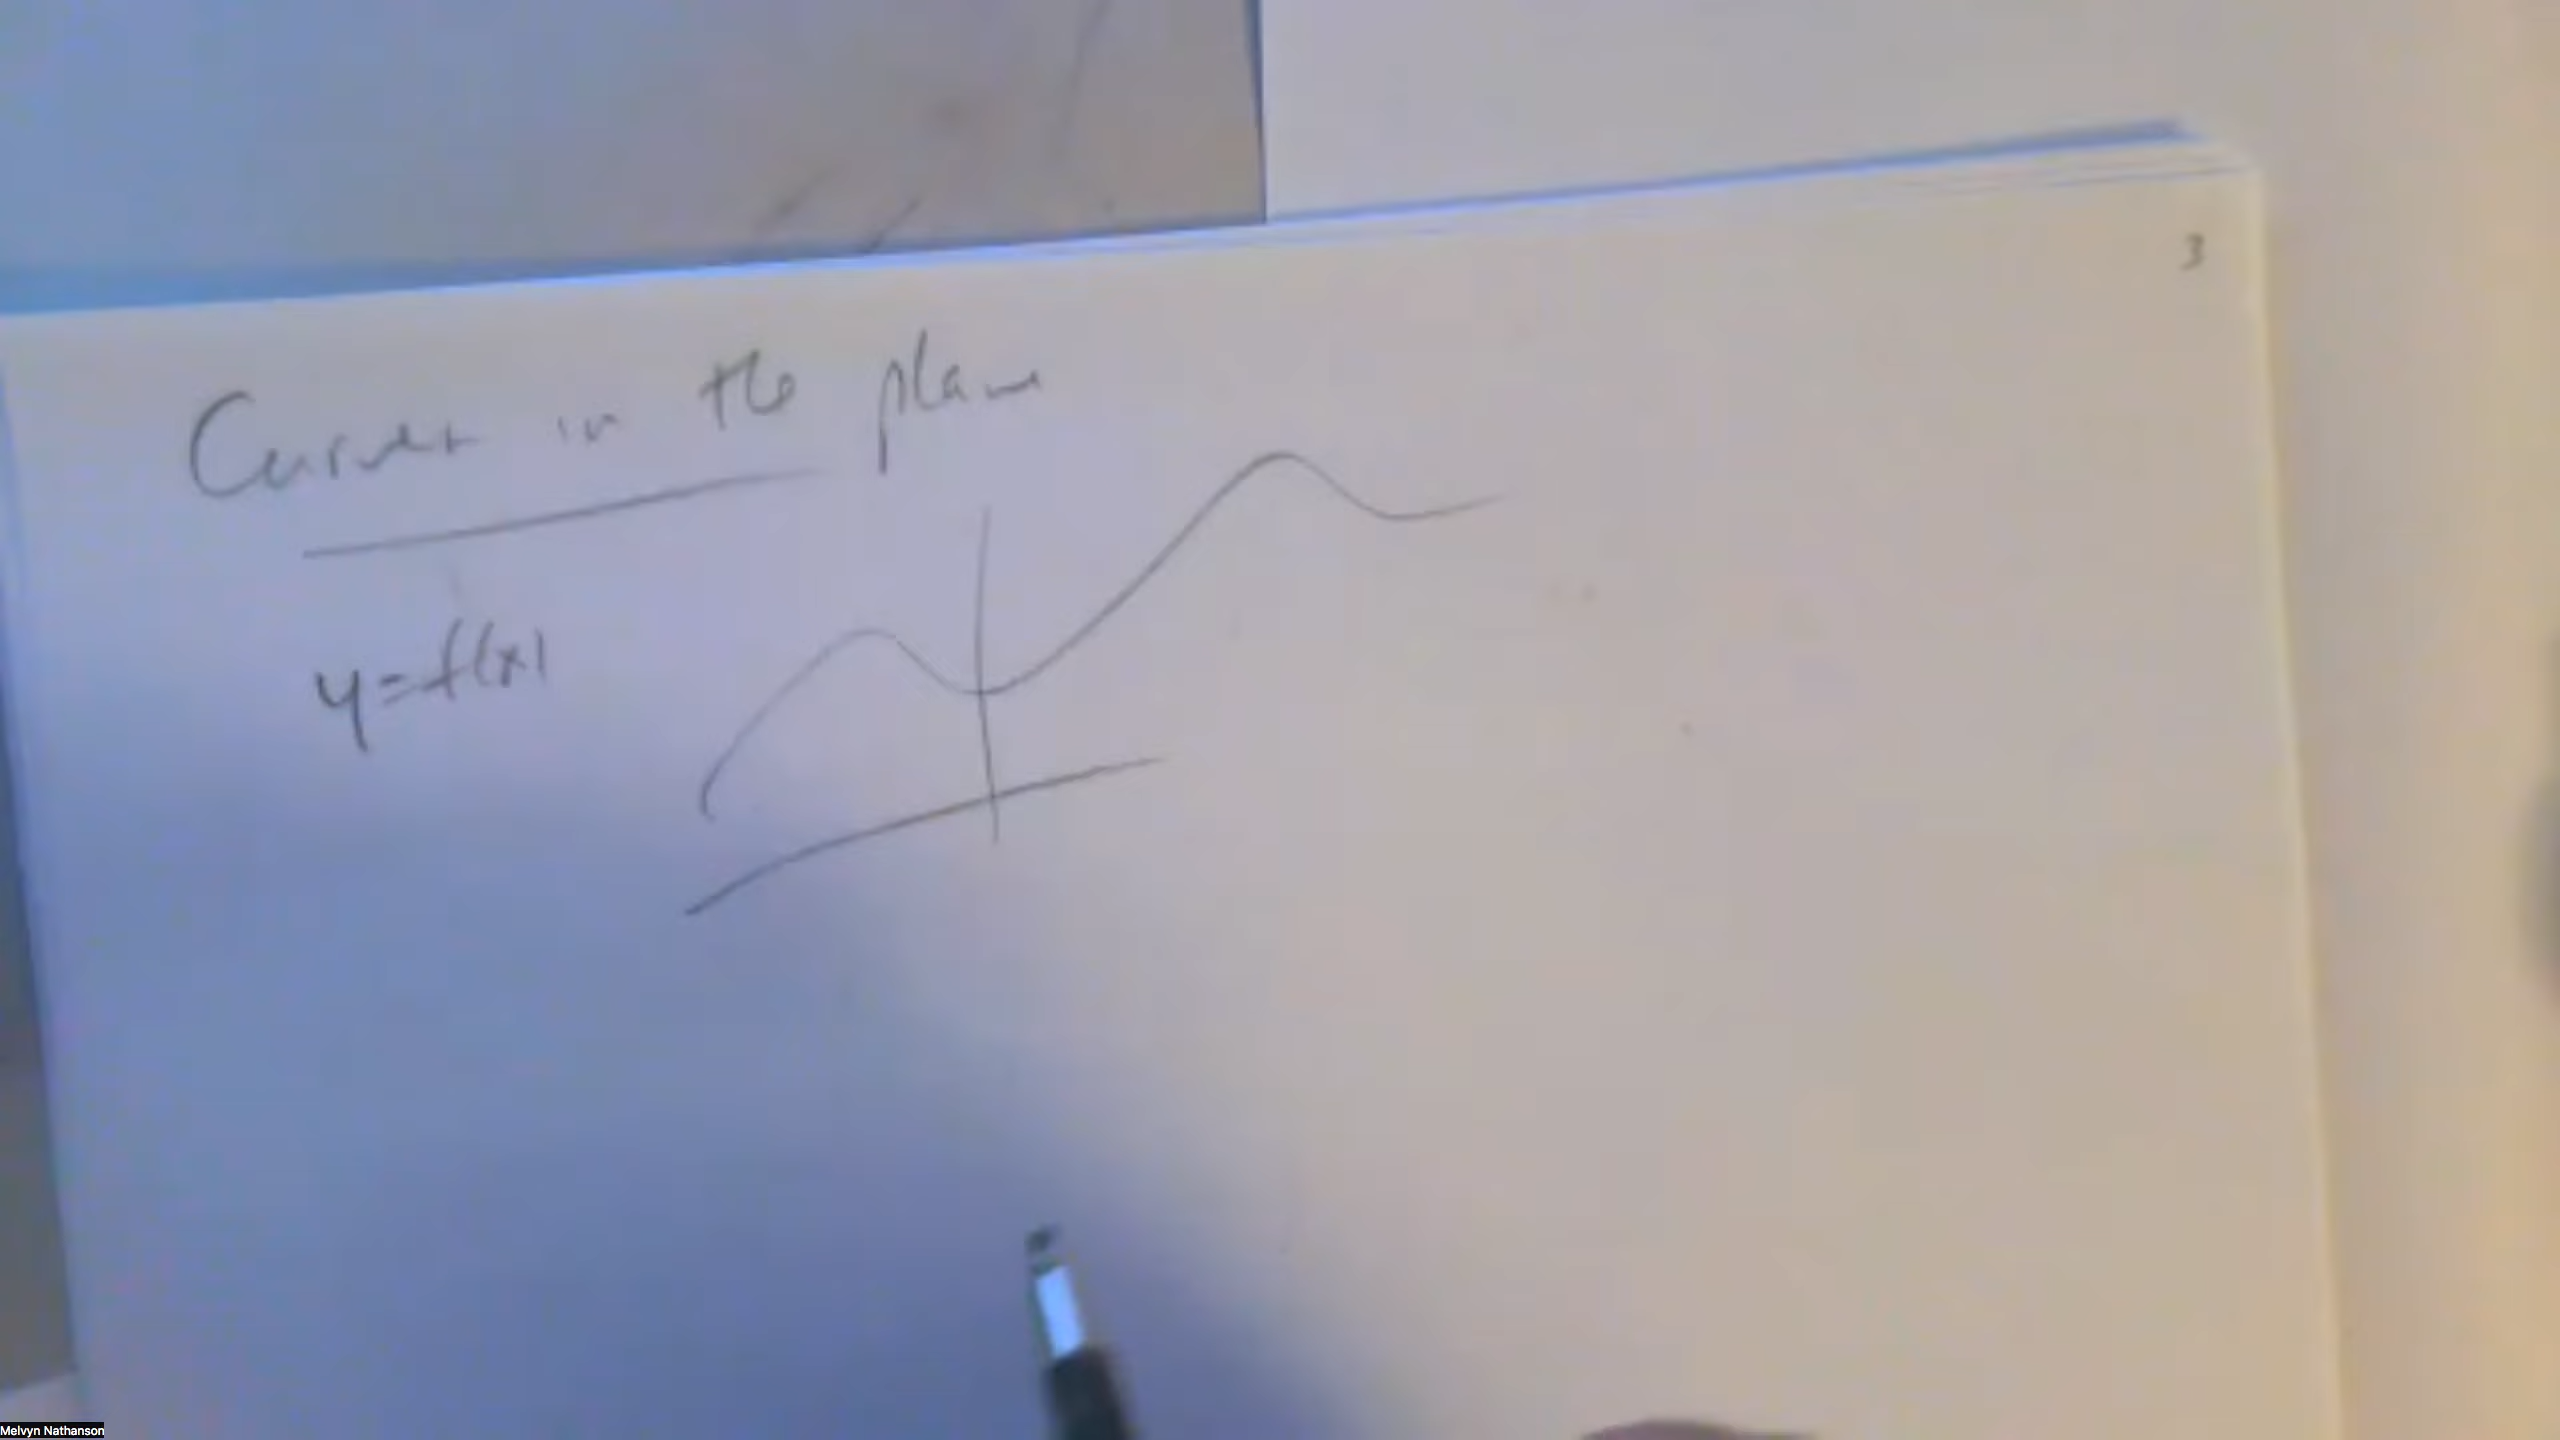 3
Curves in the plane
y=f(x)
Melvyn Nathanson